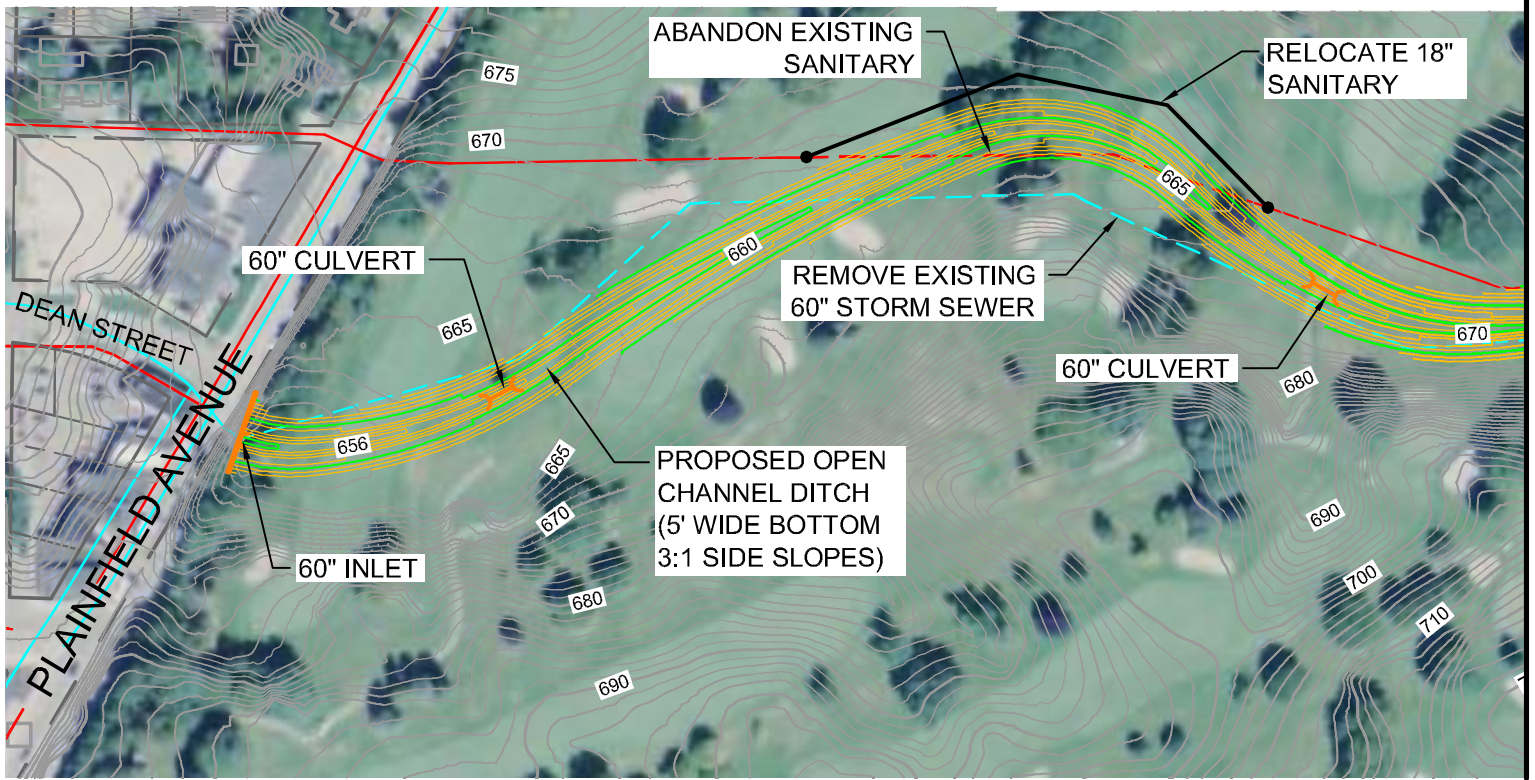 ABANDON EXISTING
SANITARY
RELOCATE 18"
SANITARY
675
670
665
60" CULVERT
660
REMOVE EXISTING
60" STORM SEWER
DEAN STREET
665
670
60" CULVERT
680
PLAINFIELD AVENUE
656
665
PROPOSED OPEN
CHANNEL DITCH
(5' WIDE BOTTOM
3:1 SIDE SLOPES)
670
690
60" INLET
680
700
710
690